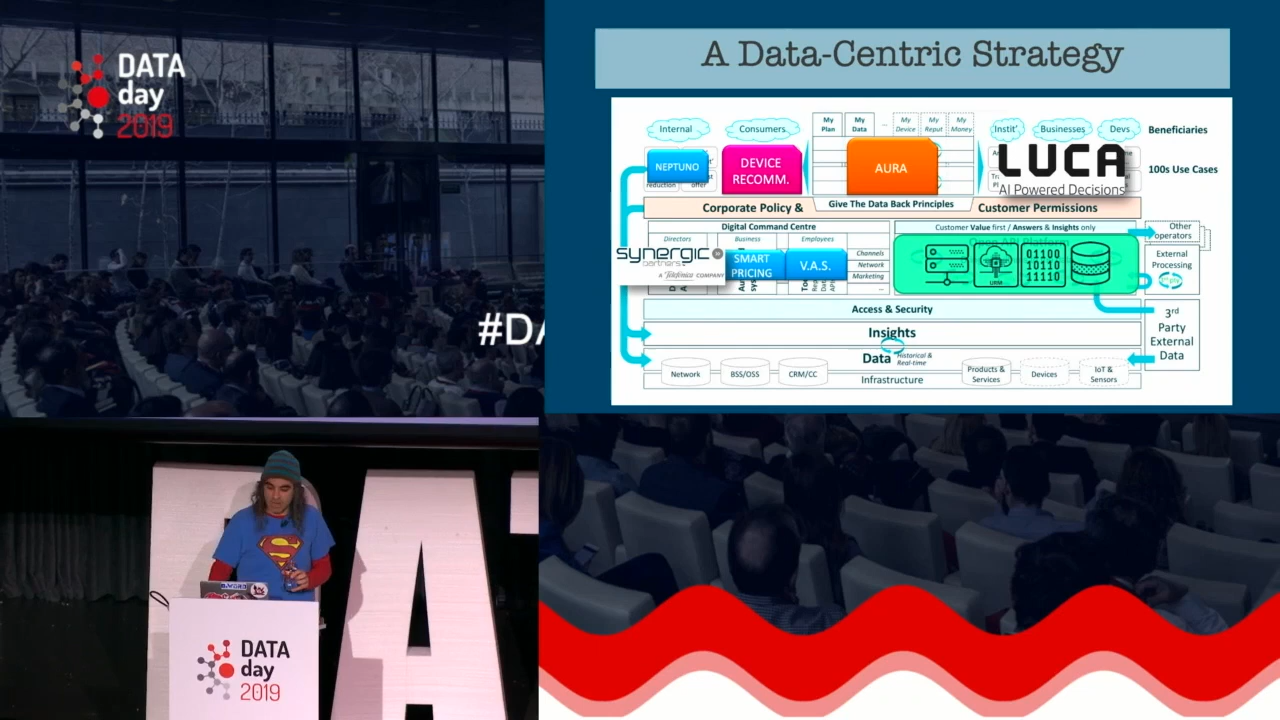 DATA
day
2019
#DA
A Data-Centric Strategy
Internal
Consumers
My Plan
My Data
...
My Device
My Reput
My Money
Instit'
Businesses
Devs
Beneficiaries
NEPTUNO
reduction
offer
DEVICE
RECOMM.
AURA
LUCA
AI Powered Decisions
100s Use Cases
Corporate Policy &
Give The Data Back Principles
Customer Permissions
Digital Command Centre
Customer Value first / Answers & Insights only
Directors
Business
Employees
Channels
Network
Marketing
...
synergic
partners
A Telefónica COMPANY
SMART
PRICING
V.A.S.
URM
01100
10110
11110
Other
operators
External
Processing
Access & Security
Insights
Data
Historical &
Real-time
3rd
Party
External
Data
Network
BSS/OSS
CRM/CC
Infrastructure
Products &
Services
Devices
IoT &
Sensors
DATA
day
2019